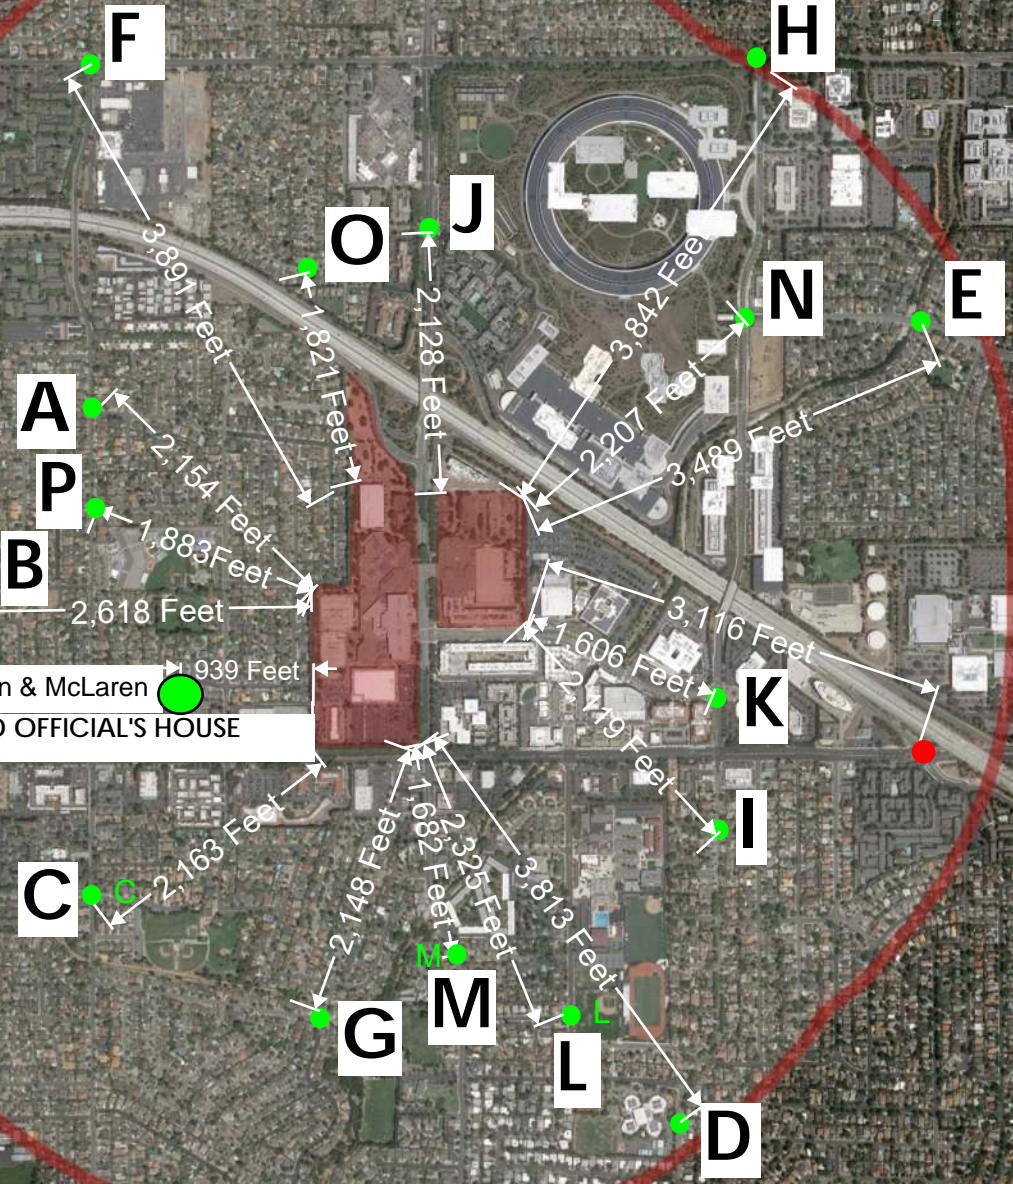 F
H
J
O
N
E
3,891 Feet
1,821 Feet
2,128 Feet
3,842 Fee
2,207 Feet
3,489 Feet
A
2,154 Feet
P
1,883Feet
B
2,618 Feet
3,116 Feet
1,606 Feet
939 Feet
n & McLaren
K
OFFICIAL'S HOUSE
I
2,163 Feet
C
C
2,148 Feet
1,682 Feet
2,325 Feet
3,813 Feet
M
M
G
L
L
D